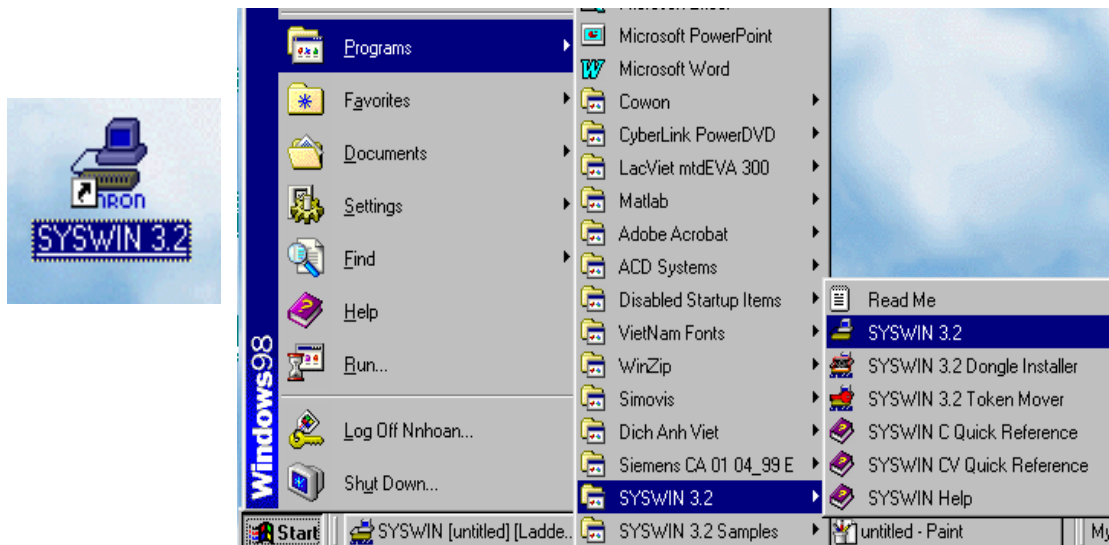 OMRON
SYSWIN 3.2
Windows98
Programs
Favorites
Documents
Settings
Find
Help
Run...
Log Off Nnhoan...
Shut Down...
Microsoft Excel
Microsoft PowerPoint
Microsoft Word
Cowon
CyberLink PowerDVD
LacViet mtdEVA 300
Matlab
Adobe Acrobat
ACD Systems
Disabled Startup Items
VietNam Fonts
WinZip
Simovis
Dich Anh Viet
Siemens CA 01 04_99 E
SYSWIN 3.2
SYSWIN 3.2 Samples
Read Me
SYSWIN 3.2
SYSWIN 3.2 Dongle Installer
SYSWIN 3.2 Token Mover
SYSWIN C Quick Reference
SYSWIN CV Quick Reference
SYSWIN Help
Start
SYSWIN [untitled] [Ladde...
untitled - Paint
My